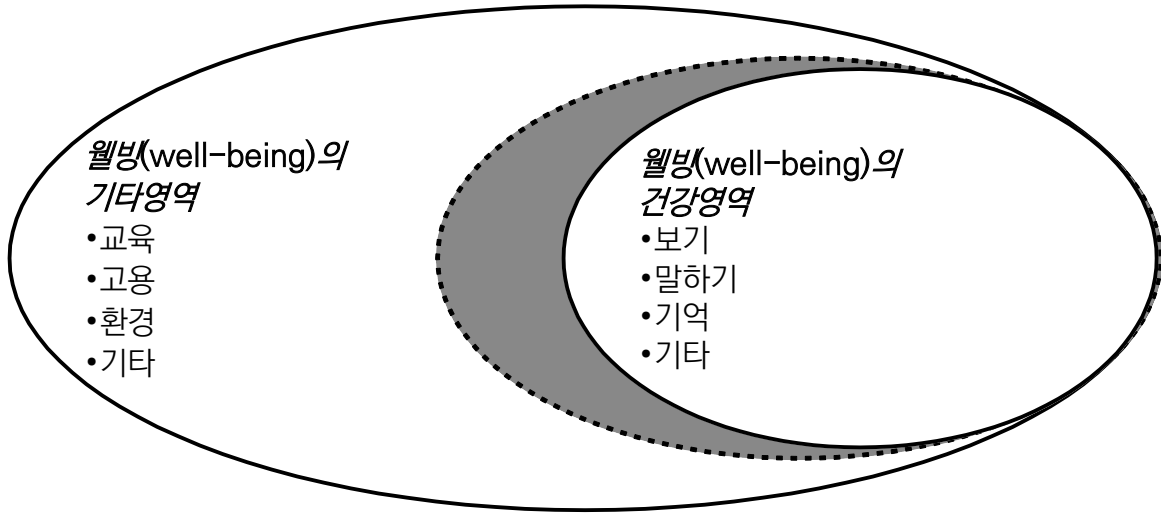 웰빙(well-being)의
기타영역
•교육
•고용
•환경
•기타
웰빙(well-being)의
건강영역
•보기
•말하기
•기억
•기타